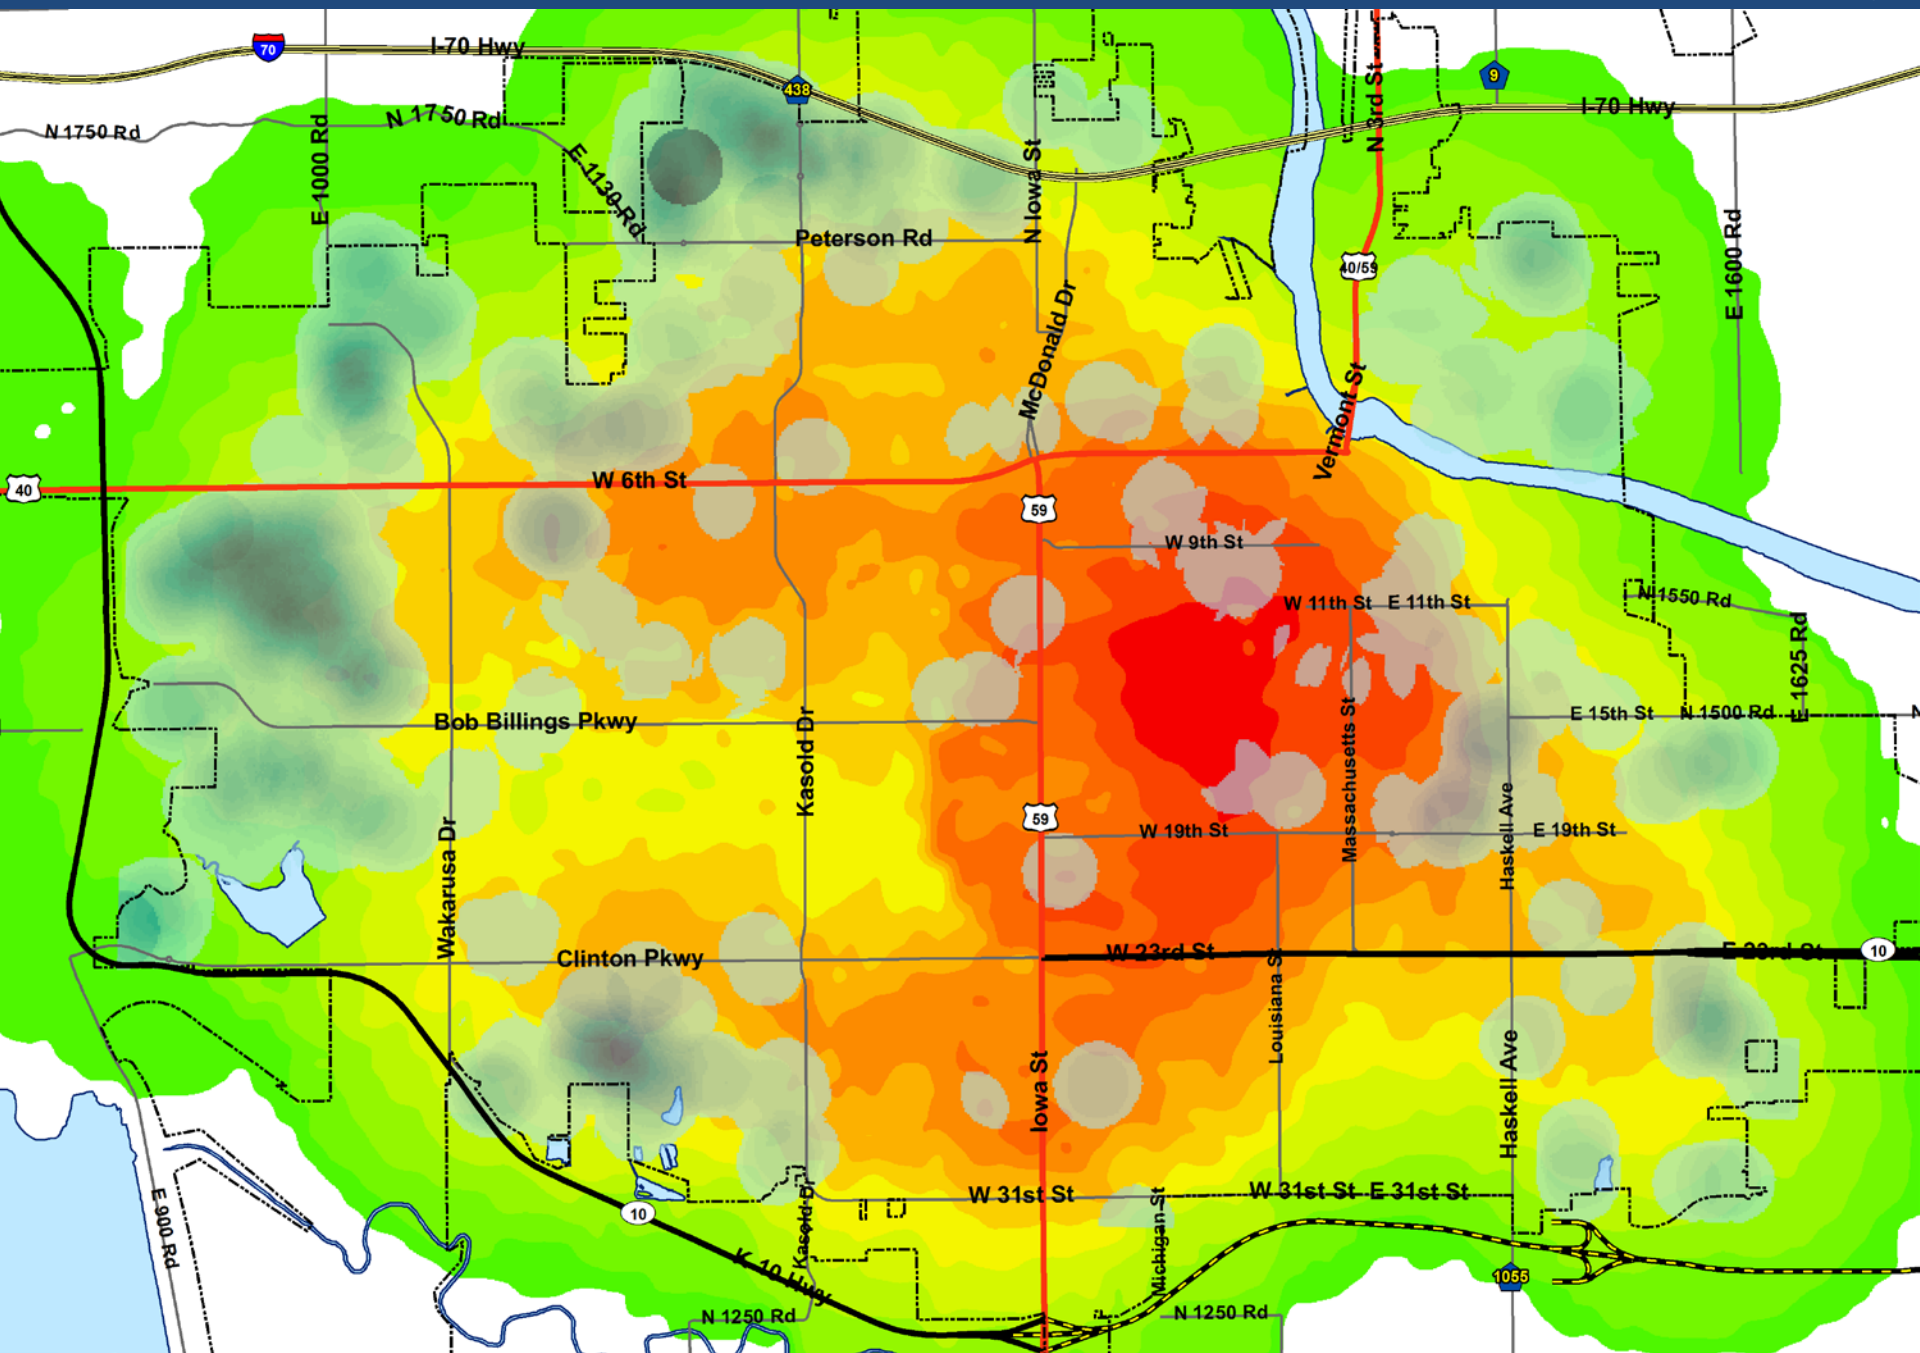 I-70 Hwy
70
438
9
I-70 Hwy
N 1750 Rd
N 1750 Rd
E 1000 Rd
E 1130 Rd
N Iowa St
N 3rd St
Peterson Rd
40/59
E 1600 Rd
McDonald Dr
Vermont St
W 6th St
40
59
W 9th St
W 11th St
E 11th St
N 1550 Rd
E 1625 Rd
Bob Billings Pkwy
Kasold Dr
Massachusetts St
E 15th St
N 1500 Rd
N
59
W 19th St
E 19th St
Haskell Ave
Wakarusa Dr
Clinton Pkwy
W 23rd St
E 23rd St
10
Louisiana St
Iowa St
Haskell Ave
E 900 Rd
10
Kasold Dr
W 31st St
W 31st St
E 31st St
Michigan St
K-10 Hwy
1055
N 1250 Rd
N 1250 Rd